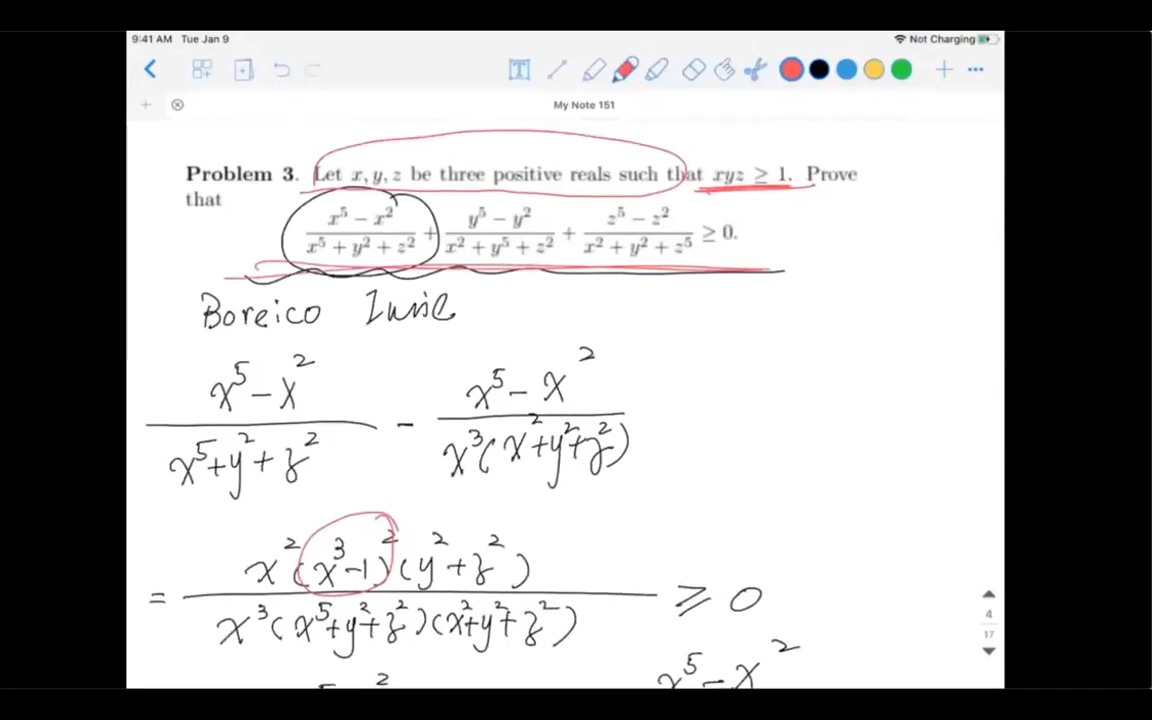 9:41 AM Tue Jan 9
Not Charging
My Note 151
Problem 3. Let x, y, z be three positive reals such that xyz ≥ 1. Prove
that
(x^5 − x^2)/(x^5 + y^2 + z^2) + (y^5 − y^2)/(x^2 + y^5 + z^2) + (z^5 − z^2)/(x^2 + y^2 + z^5) ≥ 0.
Boreico
(x^5 − x^2)/(x^5 + y^2 + z^2) − (x^5 − x^2)/(x^3(x^2 + y^2 + z^2))
= (x^2(x^3 − 1)^2(y^2 + z^2))/(x^3(x^5 + y^2 + z^2)(x^2 + y^2 + z^2)) ≥ 0
4
17
x^5 − x^2